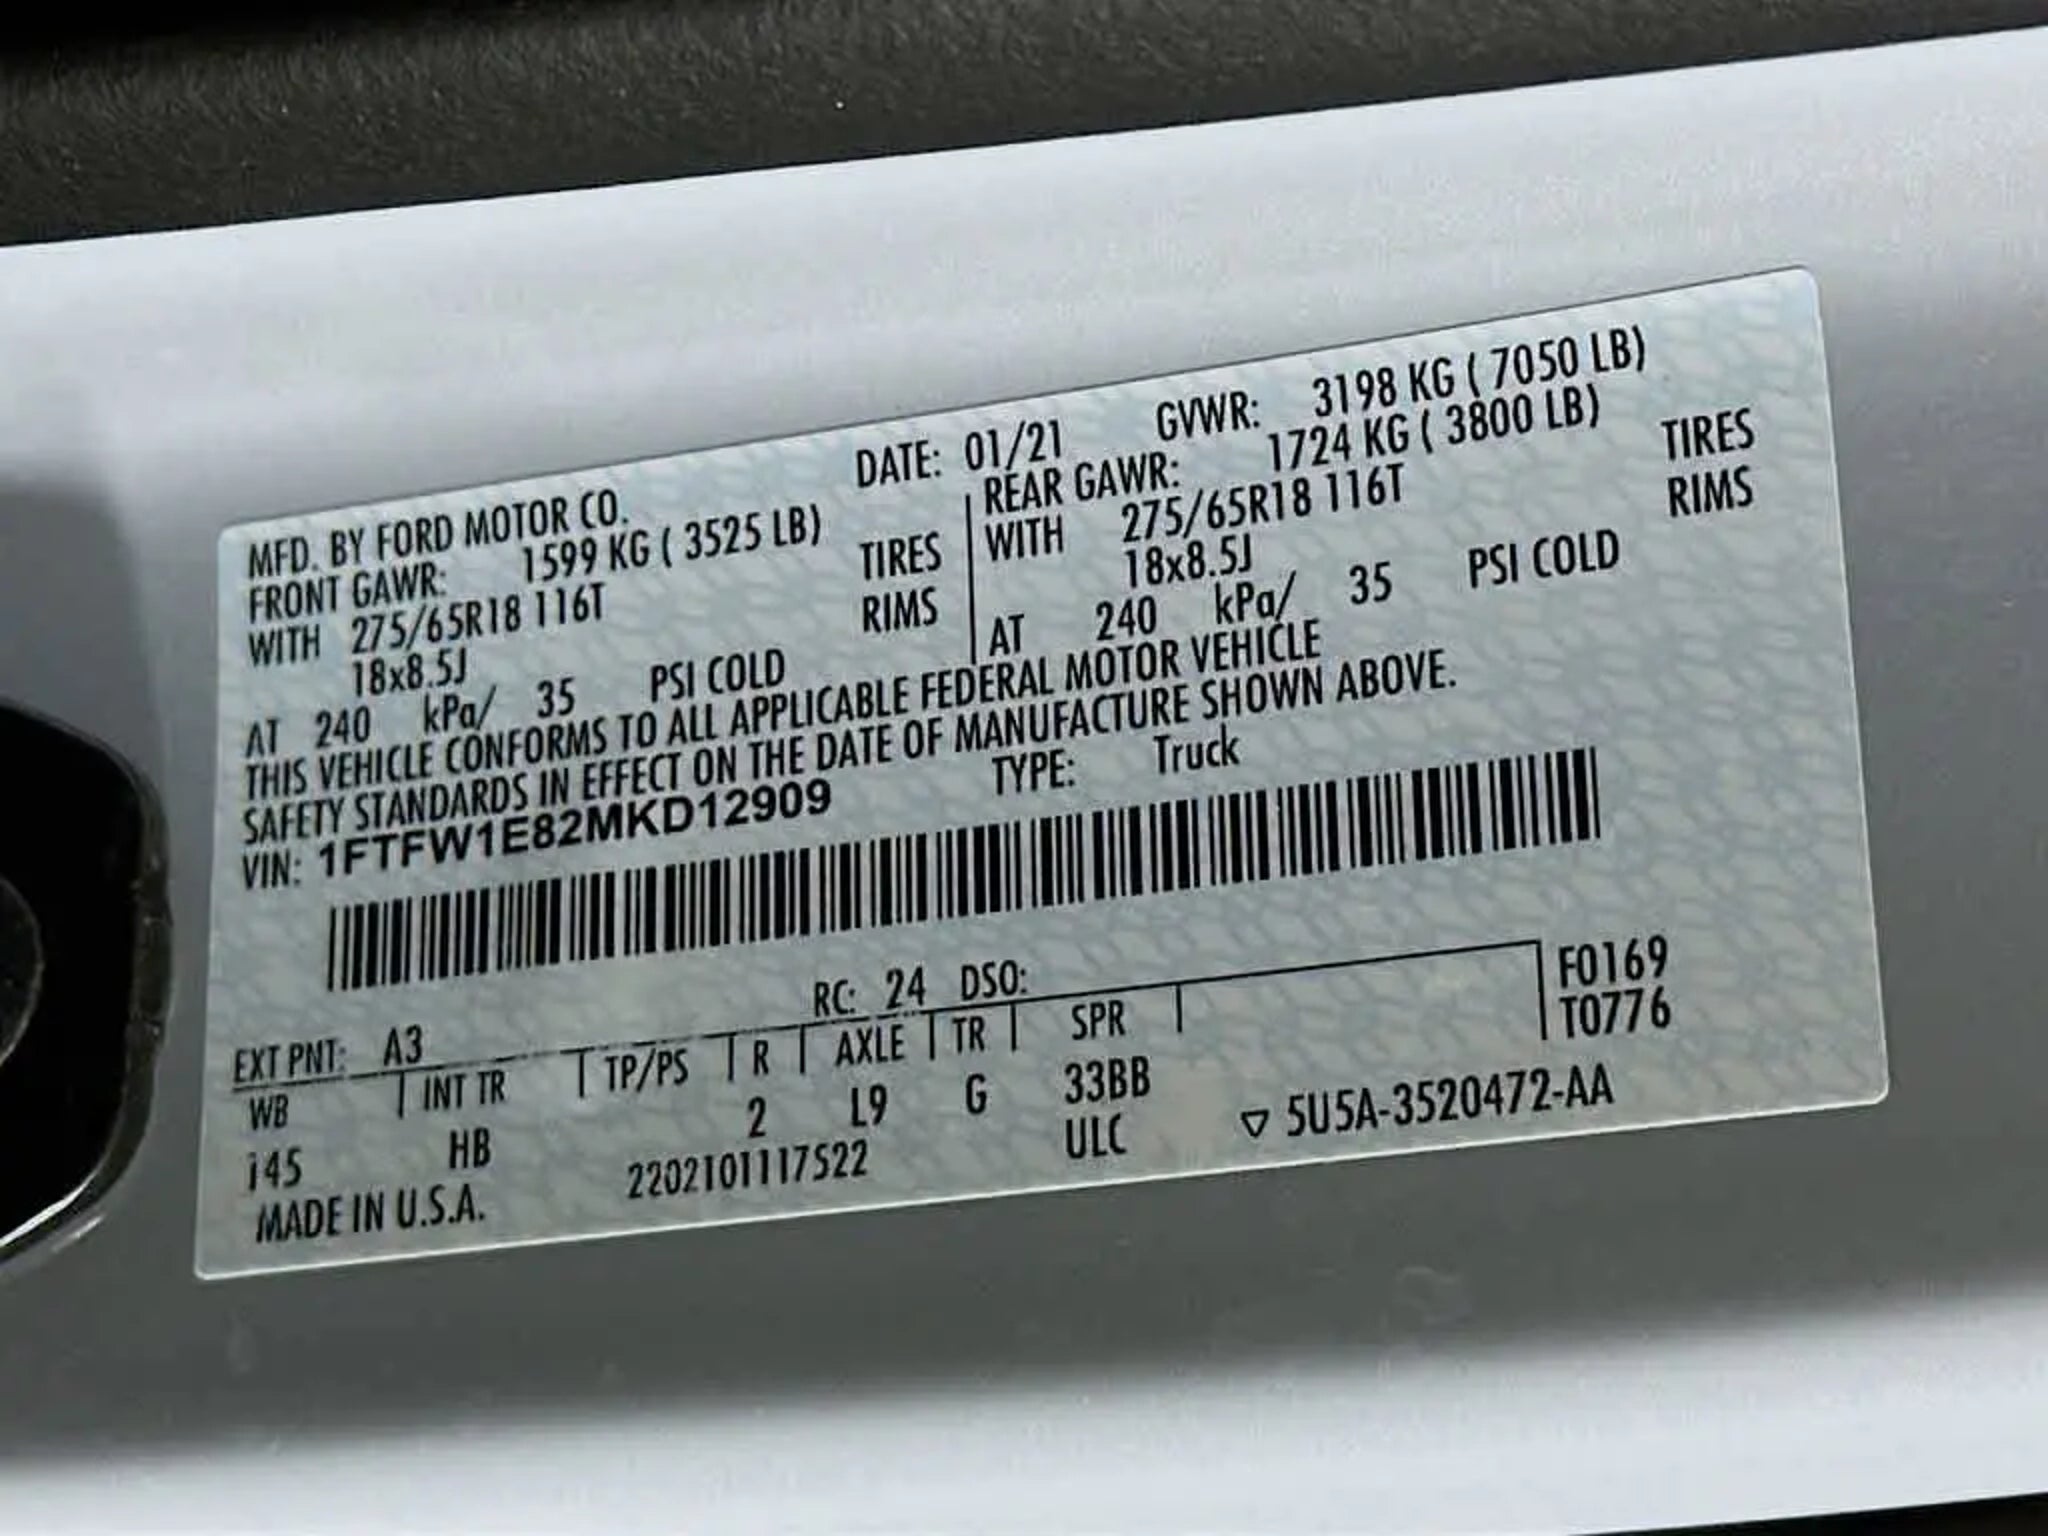 MFD. BY FORD MOTOR CO.
DATE: 01/21
GVWR: 3198 KG ( 7050 LB)
FRONT GAWR: 1599 KG ( 3525 LB)
WITH 275/65R18 116T TIRES
18x8.5J RIMS
AT 240 kPa/ 35 PSI COLD
REAR GAWR: 1724 KG ( 3800 LB)
WITH 275/65R18 116T TIRES
18x8.5J RIMS
AT 240 kPa/ 35 PSI COLD
THIS VEHICLE CONFORMS TO ALL APPLICABLE FEDERAL MOTOR VEHICLE
SAFETY STANDARDS IN EFFECT ON THE DATE OF MANUFACTURE SHOWN ABOVE.
VIN: 1FTFW1E82MKD12909 TYPE: Truck
EXT PNT: A3 RC: 24 DSO:
F0169
T0776
WB INT TR TP/PS R AXLE TR SPR
145 HB 2 L9 G 33BB
MADE IN U.S.A. 2202101117522 ULC ▽ 5U5A-3520472-AA